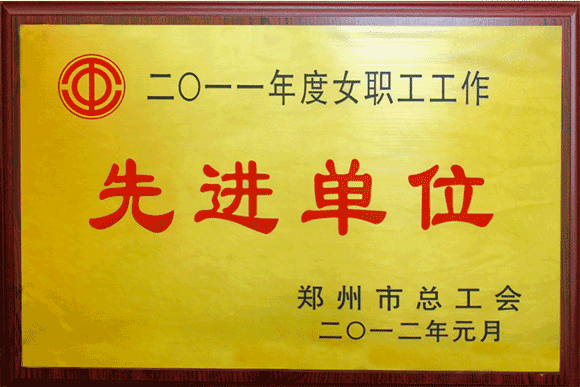 二〇一一年度女职工工作
先进单位
郑州市总工会
二〇一二年元月